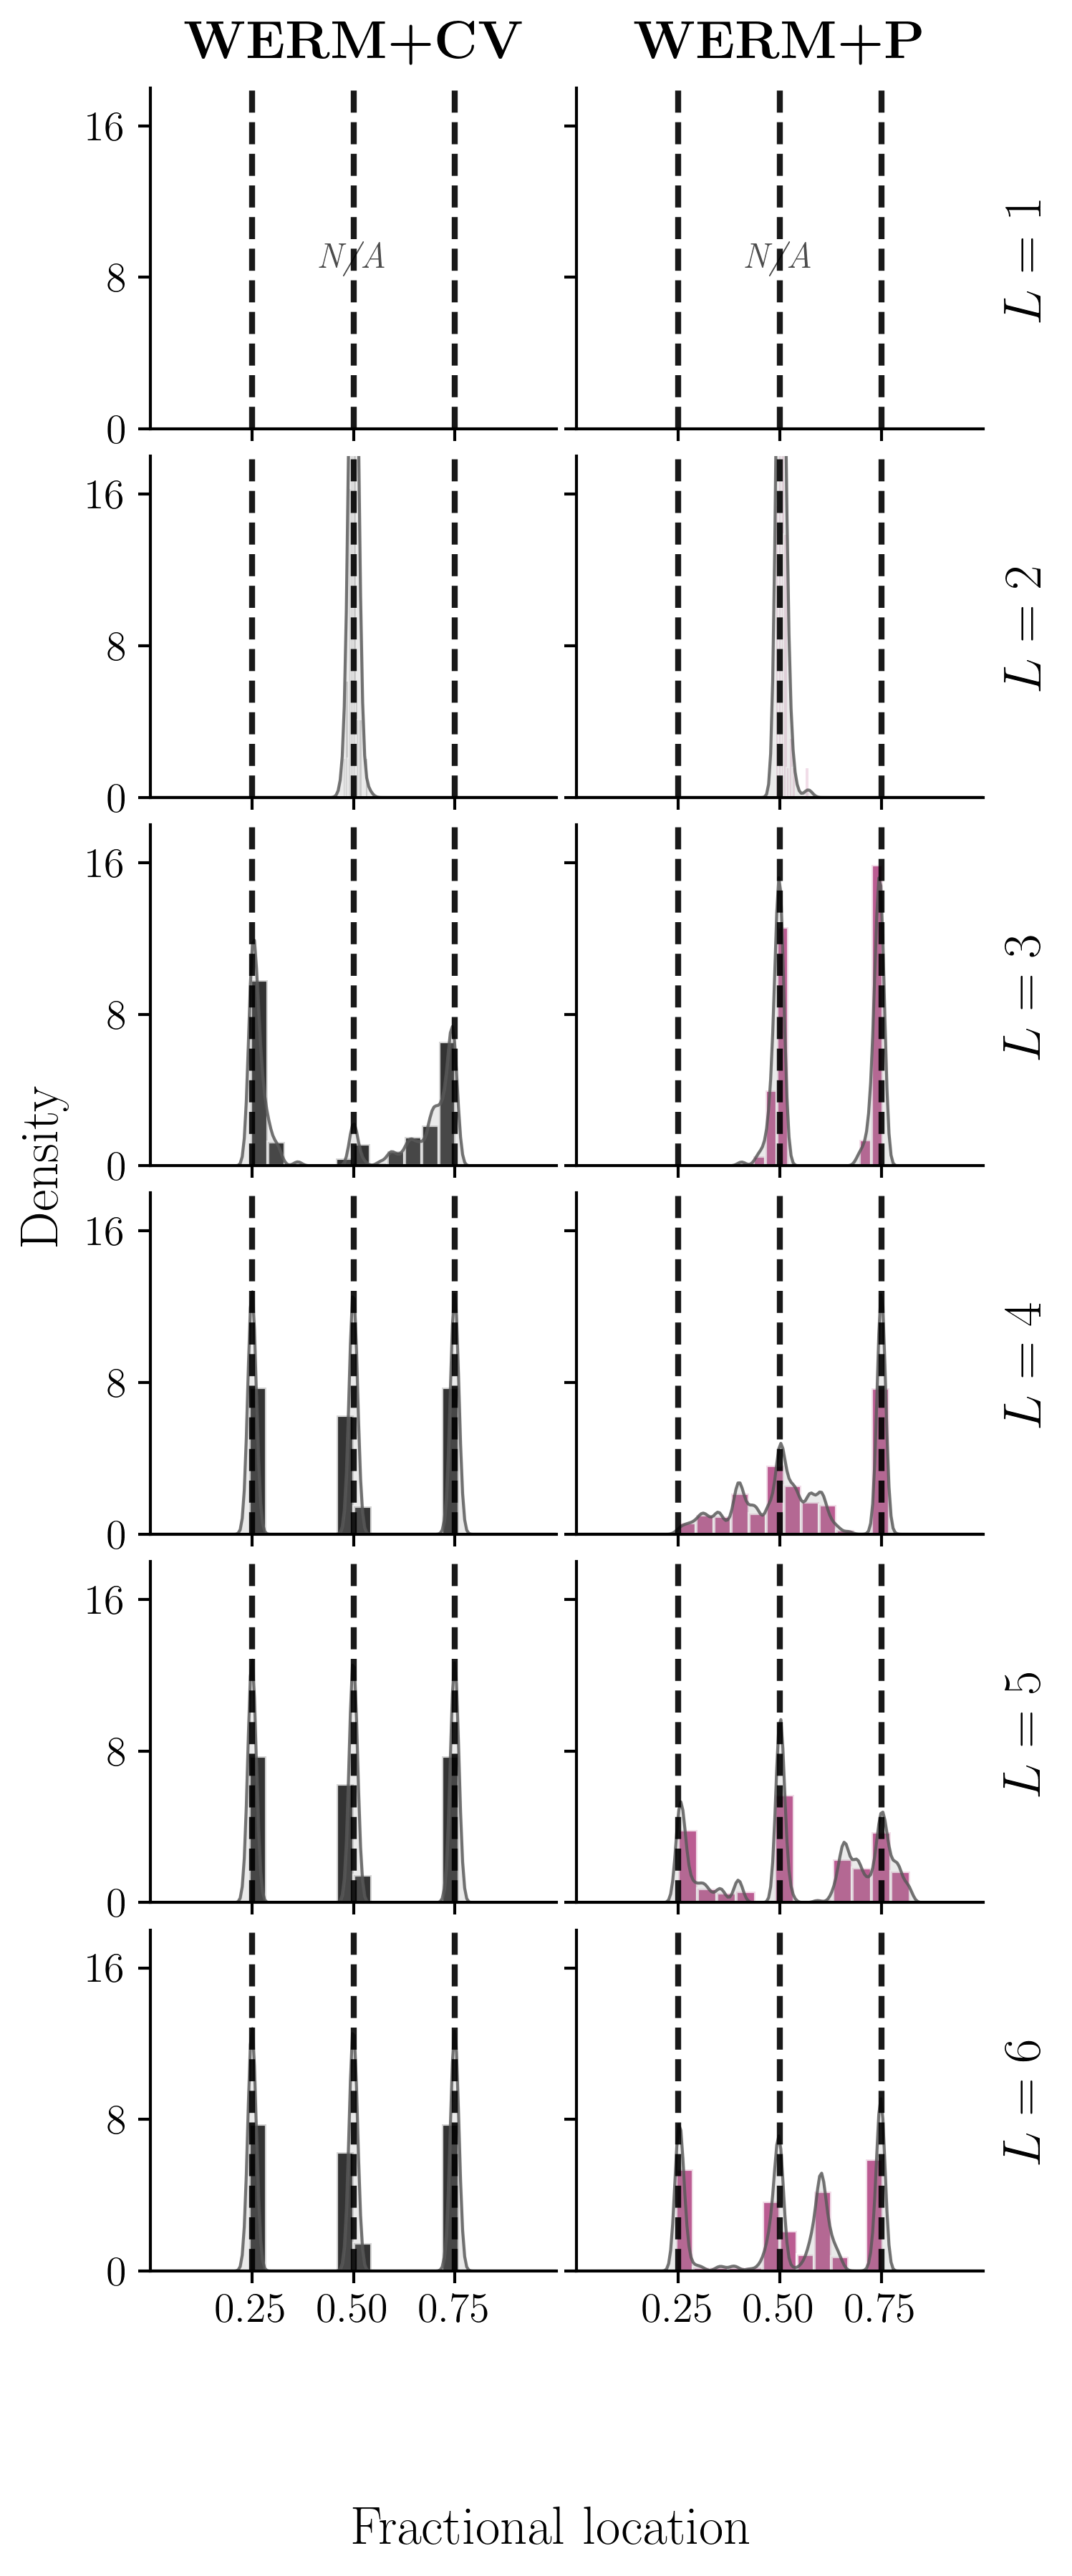 WERM+CV WERM+P
16
8
0
N/A
N/A
L = 1
16
8
0
L = 2
16
8
0
L = 3
Density
16
8
0
L = 4
16
8
0
L = 5
16
8
0
L = 6
0.25 0.50 0.75 0.25 0.50 0.75
Fractional location